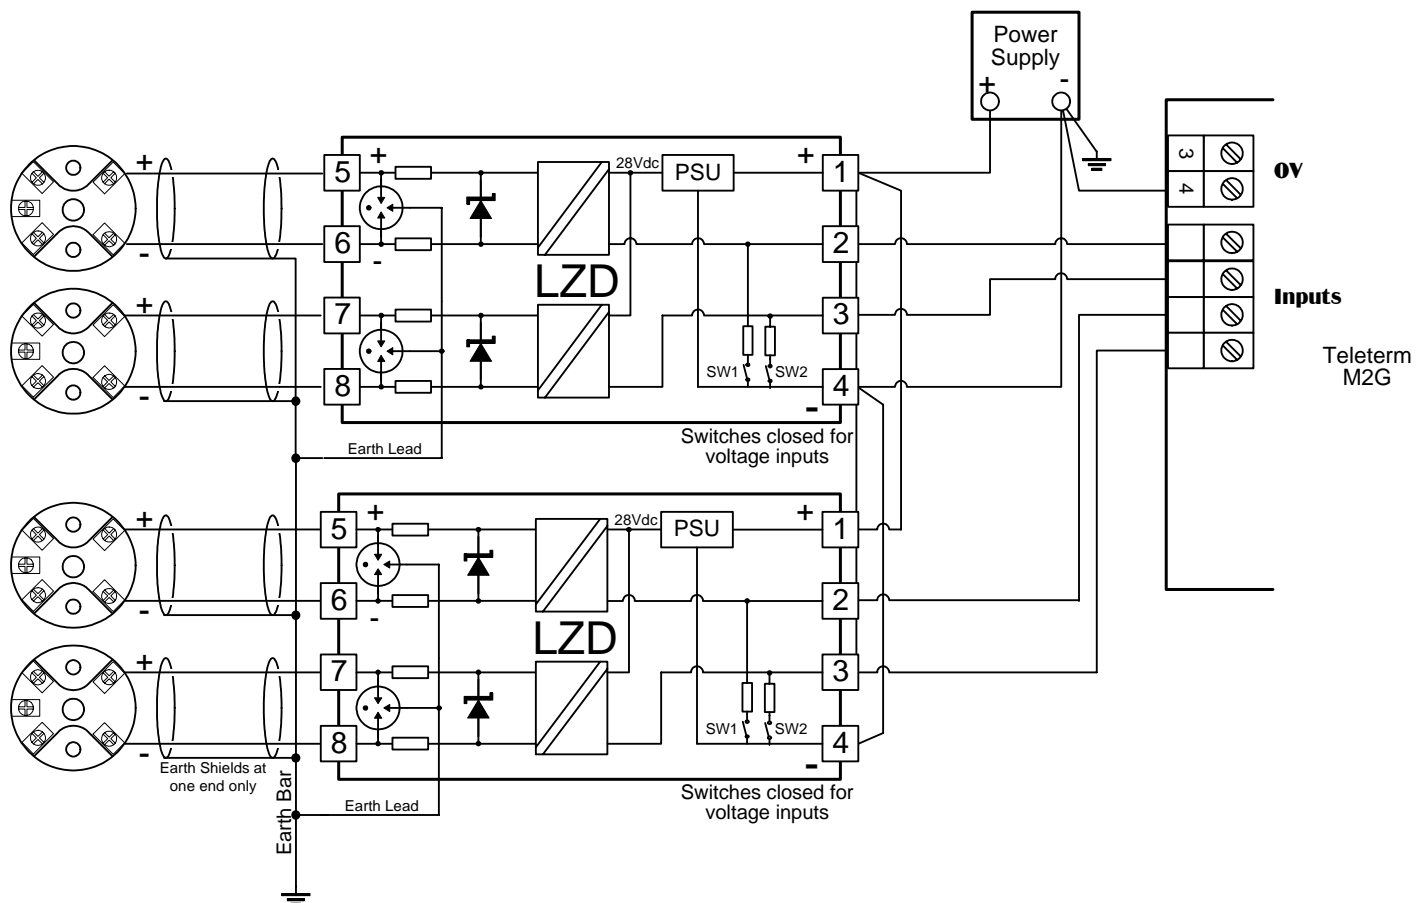 Power
Supply
+
-
3
4
0V
Inputs
Teleterm
M2G
+
-
+
-
5
+
6
-
7
8
28Vdc
PSU
+
1
2
3
4
-
LZD
SW1
SW2
Earth Lead
Switches closed for
voltage inputs
+
-
+
-
5
+
6
-
7
8
28Vdc
PSU
+
1
2
3
4
-
LZD
SW1
SW2
Earth Shields at
one end only
Earth Bar
Earth Lead
Switches closed for
voltage inputs